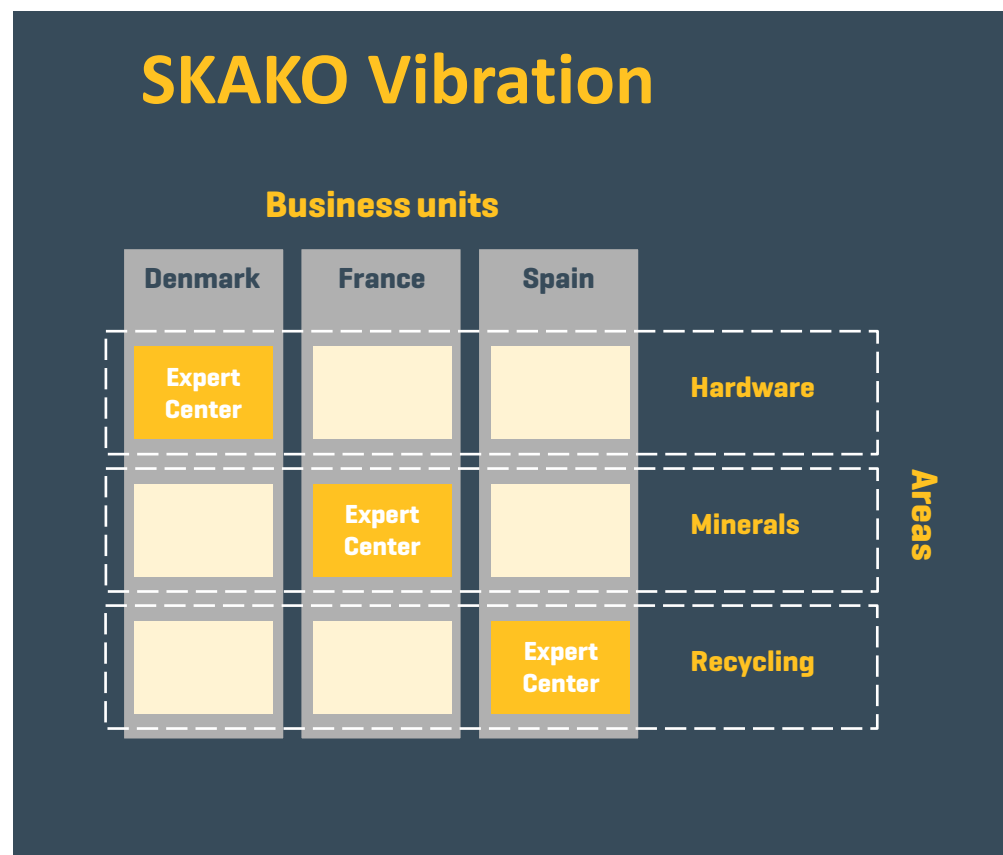 SKAKO Vibration
Business units
Denmark
France
Spain
Expert
Center
Hardware
Expert
Center
Minerals
Areas
Expert
Center
Recycling